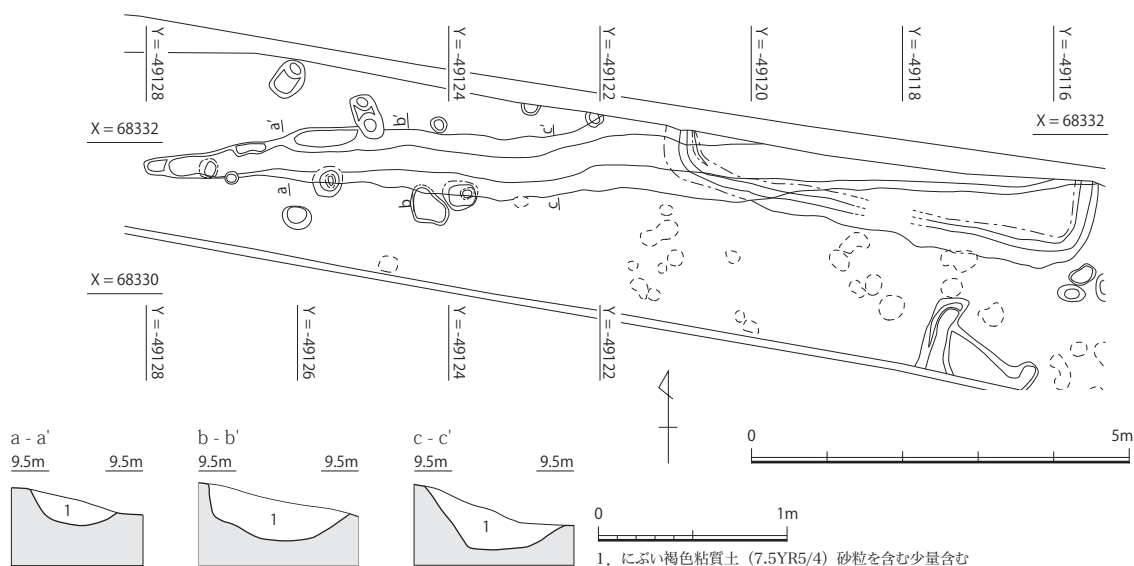 Y = -49128
Y = -49124
Y = -49122
Y = -49120
Y = -49118
Y = -49116
X = 68332
X = 68332
a'
b'
c'
a
b
c
X = 68330
Y = -49128
Y = -49126
Y = -49124
Y = -49122
a - a'
b - b'
c - c'
9.5m
9.5m
9.5m
9.5m
9.5m
9.5m
1
1
1
0
5m
0
1m
1．にぶい褐色粘質土（7.5YR5/4）砂粒を含む少量含む